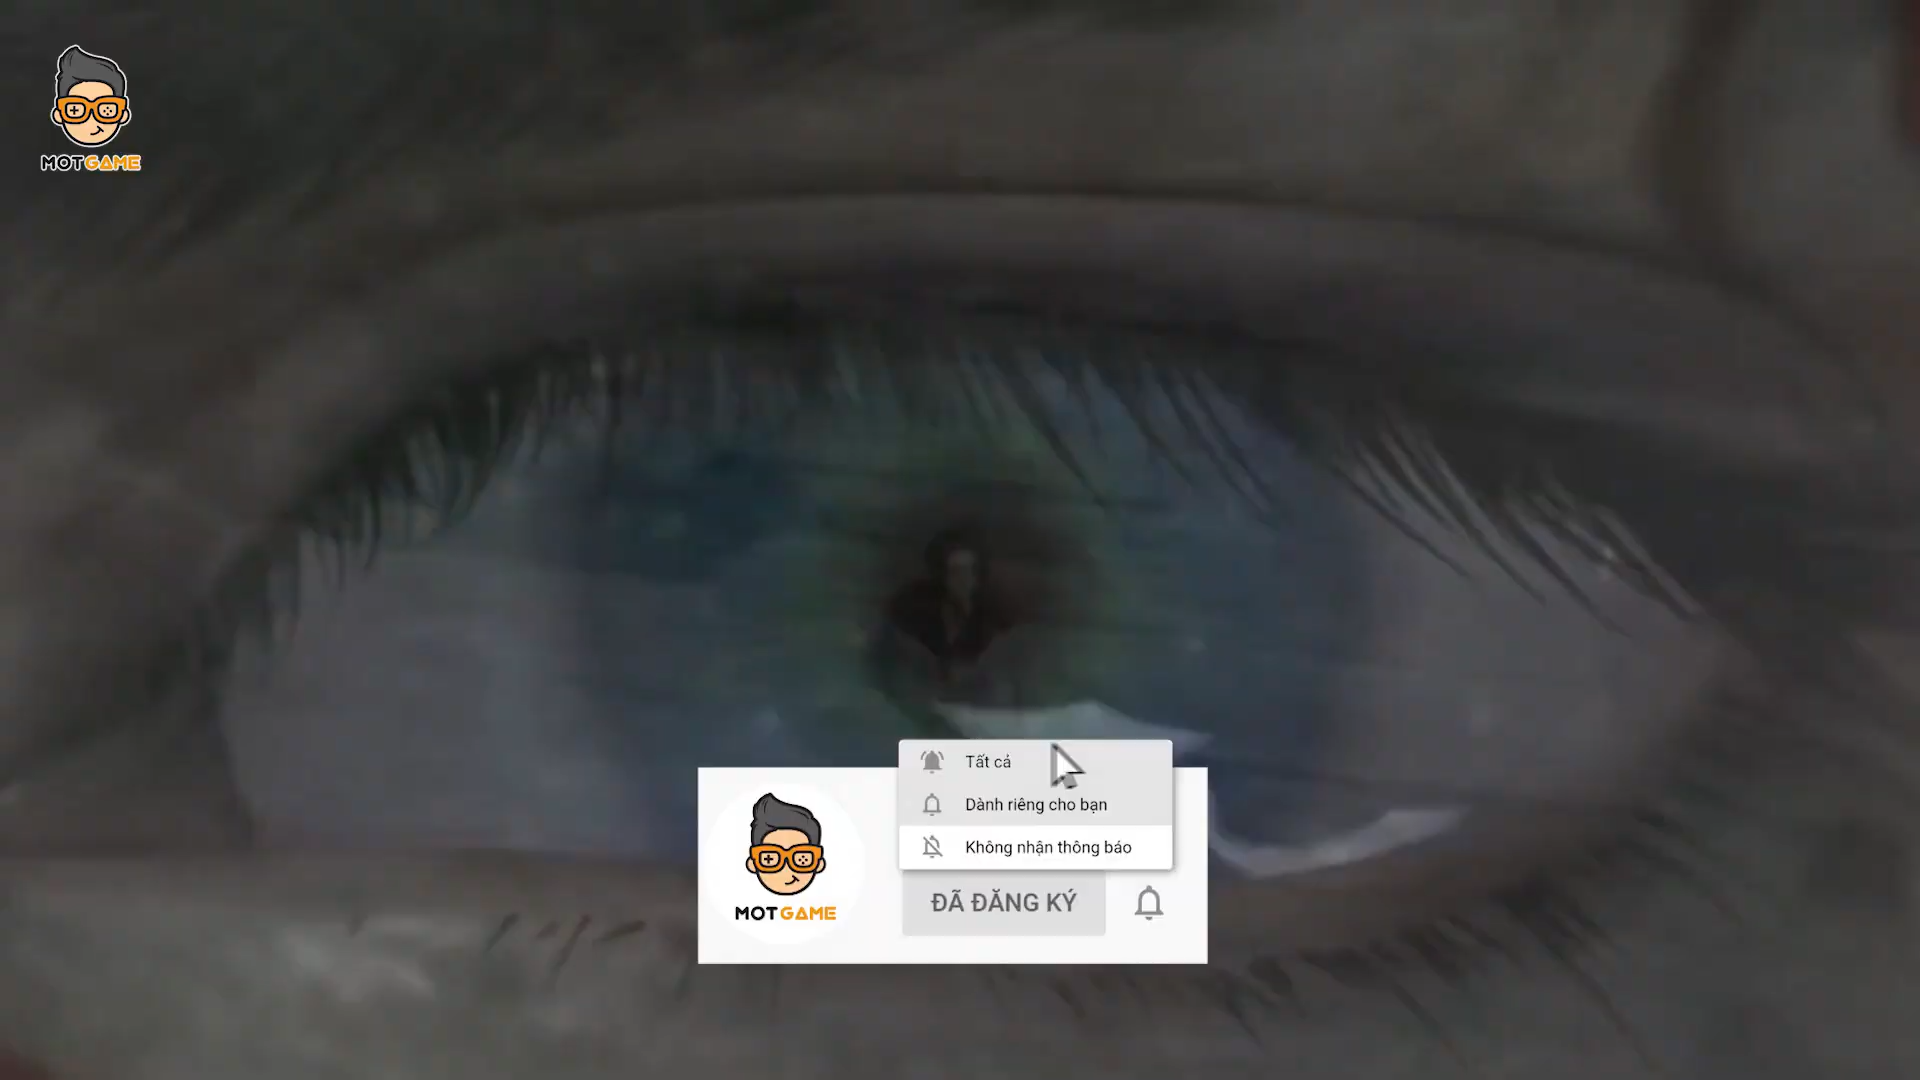 MOTGAME
Tất cả
Dành riêng cho bạn
Không nhận thông báo
MOTGAME
ĐÃ ĐĂNG KÝ